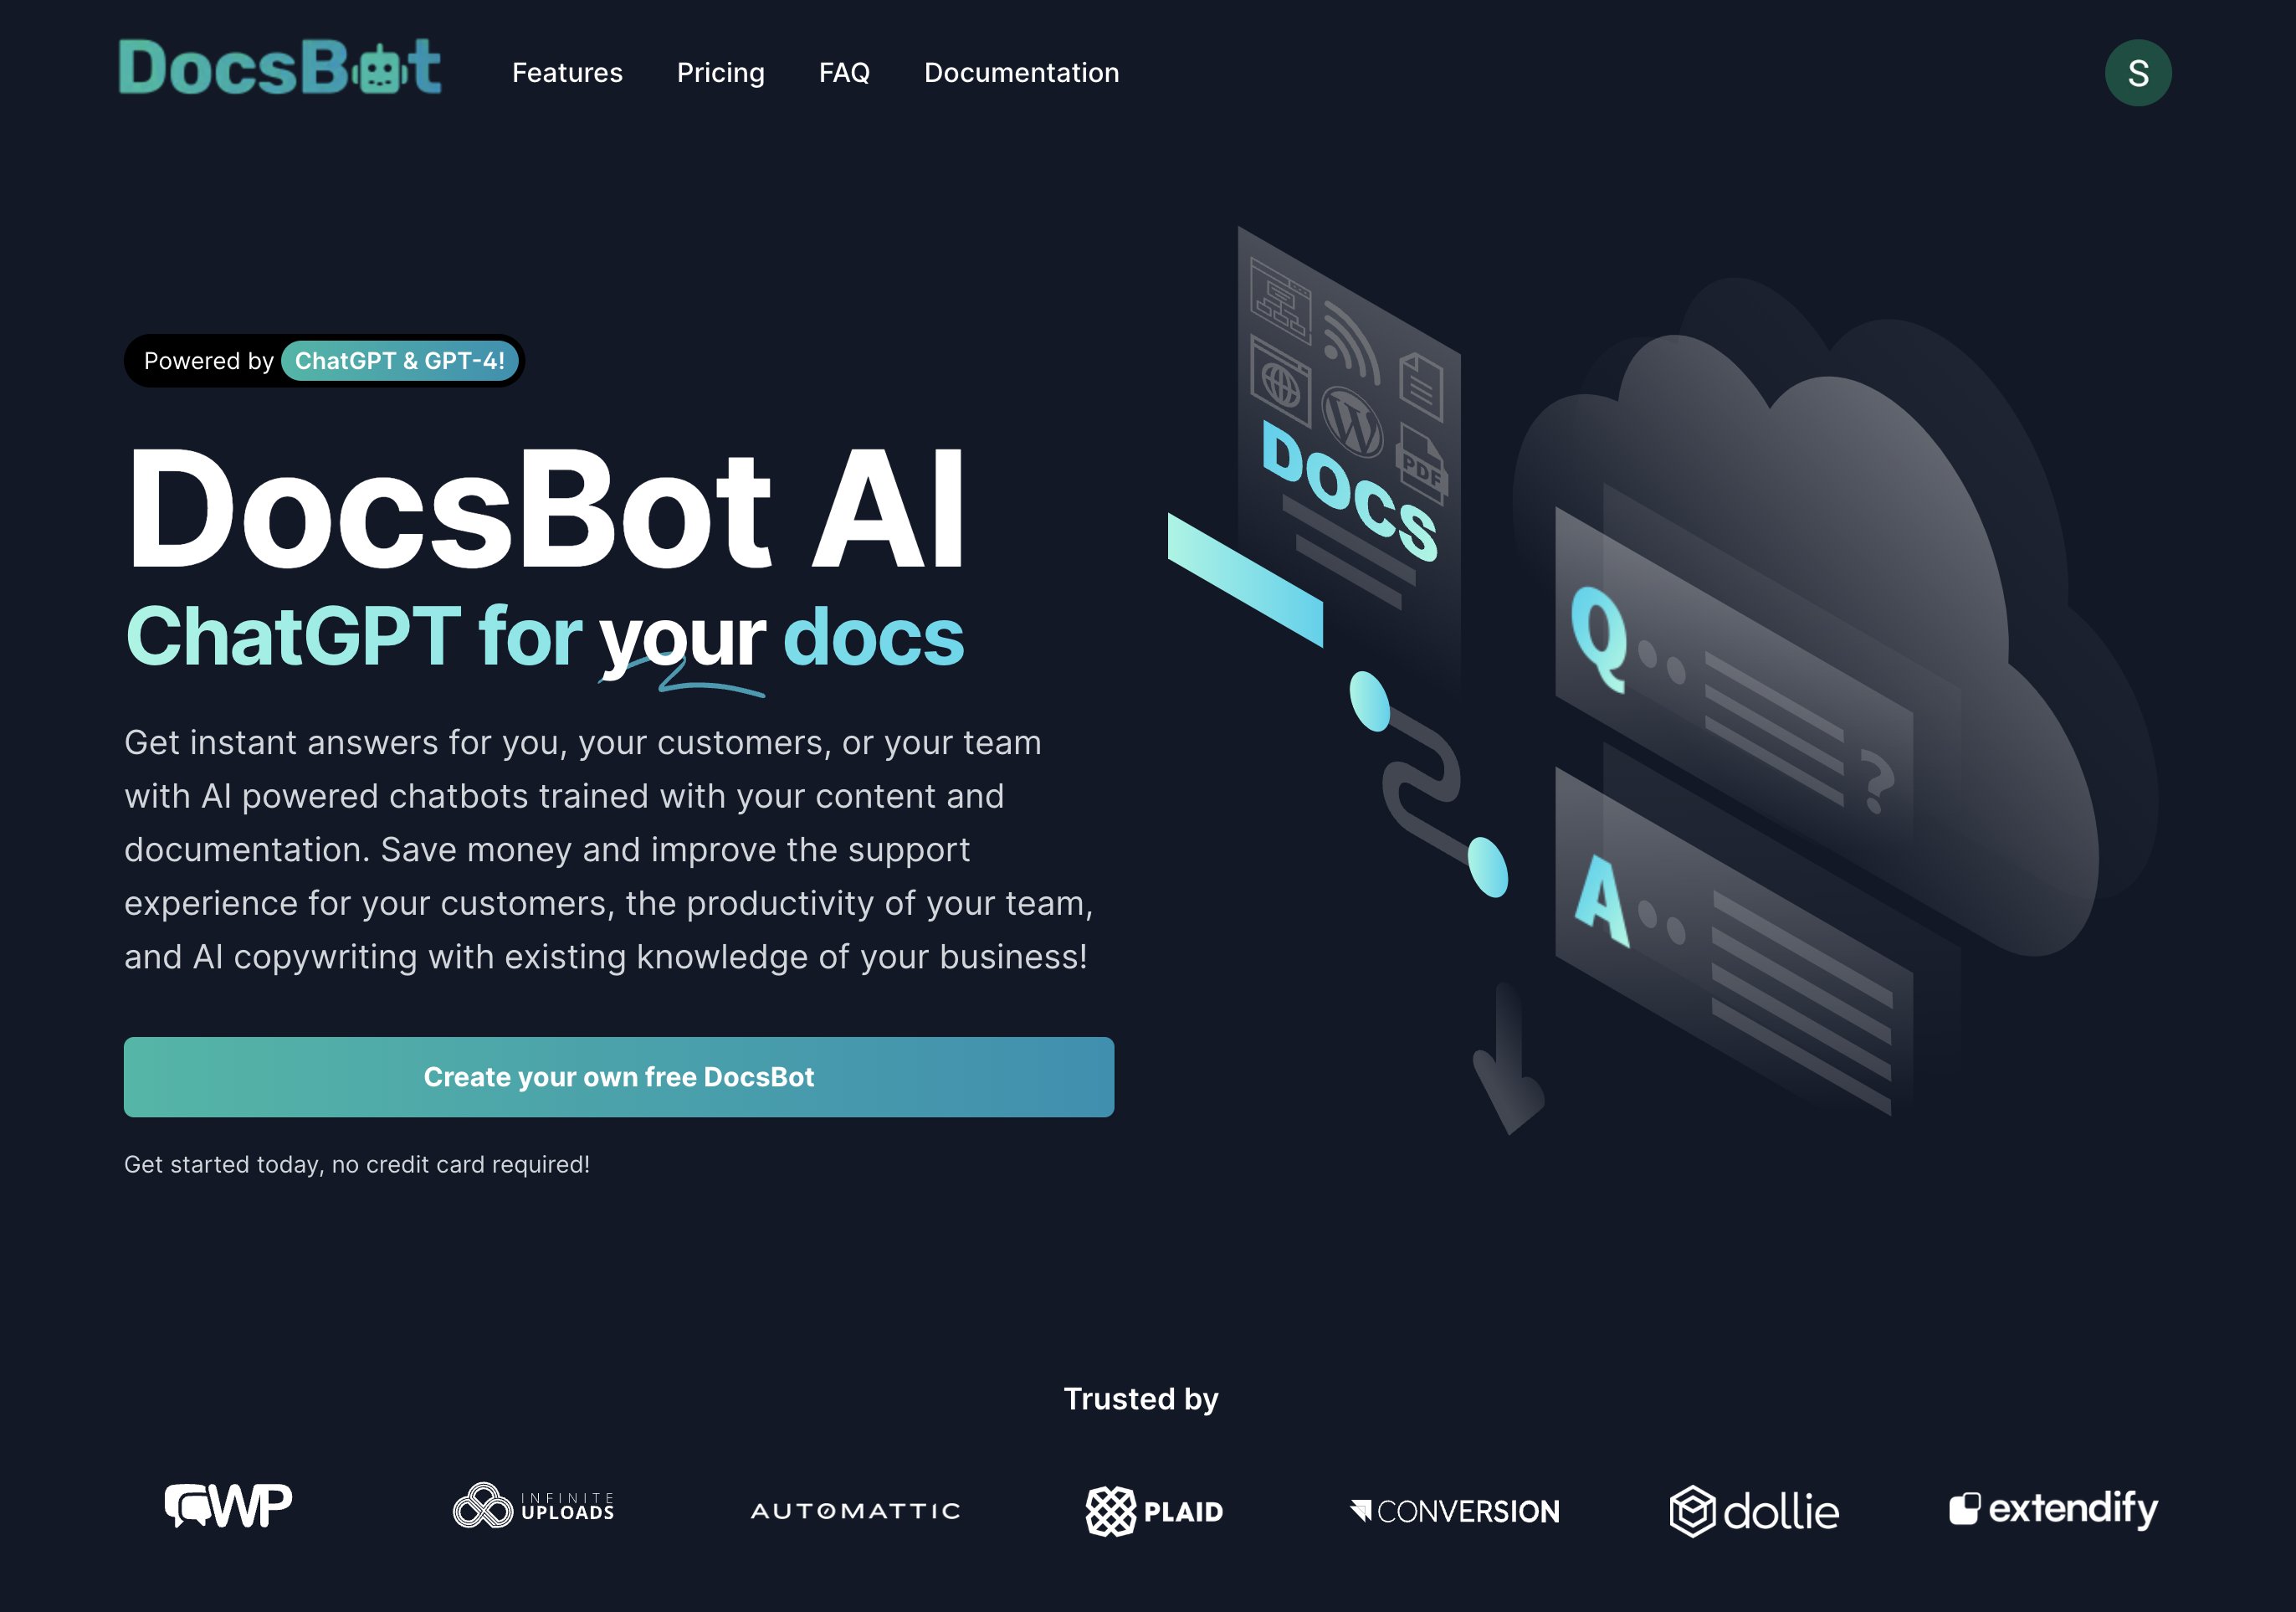 DocsBot
Features
Pricing
FAQ
Documentation
S
Powered by ChatGPT & GPT-4!
DocsBot AI
ChatGPT for your docs
Get instant answers for you, your customers, or your team
with AI powered chatbots trained with your content and
documentation. Save money and improve the support
experience for your customers, the productivity of your team,
and AI copywriting with existing knowledge of your business!
Create your own free DocsBot
Get started today, no credit card required!
PDF
DOCS
Q
?
A
Trusted by
WP
INFINITE
UPLOADS
AUTOMATTIC
PLAID
CONVERSION
dollie
extendify